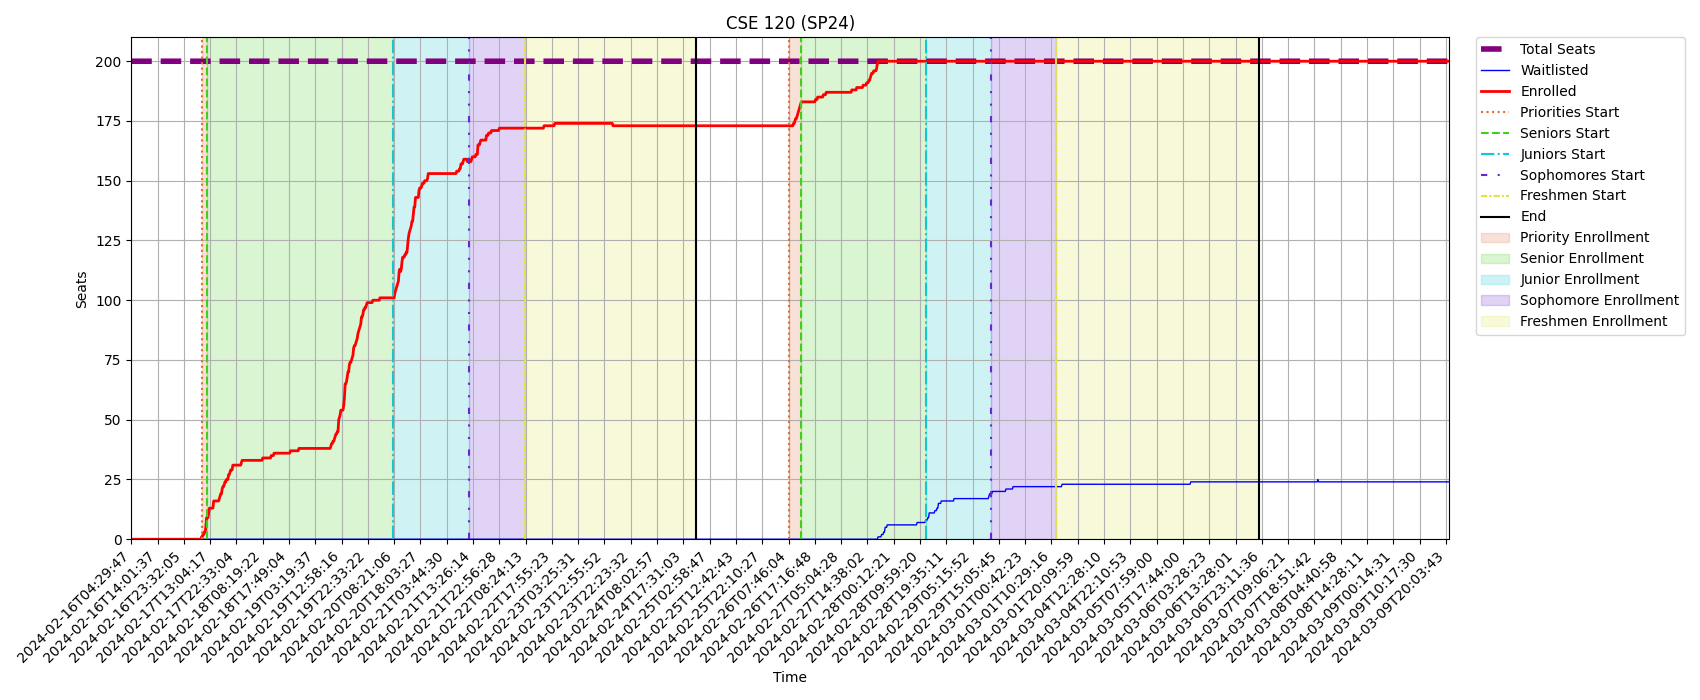 CSE 120 (SP24)
Seats
200
175
150
125
100
75
50
25
0
2024-02-16T04:29:47
2024-02-16T14:01:37
2024-02-16T23:32:05
2024-02-17T13:04:17
2024-02-17T22:33:04
2024-02-18T08:19:22
2024-02-18T17:49:04
2024-02-19T03:19:37
2024-02-19T12:58:16
2024-02-19T22:33:22
2024-02-20T08:21:06
2024-02-20T18:03:27
2024-02-21T03:44:30
2024-02-21T13:26:14
2024-02-21T22:56:28
2024-02-22T08:24:13
2024-02-22T17:55:23
2024-02-23T03:25:31
2024-02-23T12:55:52
2024-02-23T22:23:32
2024-02-24T08:02:57
2024-02-24T17:31:03
2024-02-25T02:58:47
2024-02-25T12:42:43
2024-02-25T22:10:27
2024-02-26T07:46:04
2024-02-26T17:16:48
2024-02-27T05:04:28
2024-02-27T14:38:02
2024-02-28T00:12:21
2024-02-28T09:59:20
2024-02-28T19:35:11
2024-02-29T05:15:52
2024-02-29T15:05:45
2024-03-01T00:42:23
2024-03-01T10:29:16
2024-03-01T20:09:59
2024-03-04T12:28:10
2024-03-04T22:10:53
2024-03-05T07:59:00
2024-03-05T17:44:00
2024-03-06T03:28:23
2024-03-06T13:28:01
2024-03-06T23:11:36
2024-03-07T09:06:21
2024-03-07T18:51:42
2024-03-08T04:40:58
2024-03-08T14:28:11
2024-03-09T00:14:31
2024-03-09T10:17:30
2024-03-09T20:03:43
Time
Total Seats
Waitlisted
Enrolled
Priorities Start
Seniors Start
Juniors Start
Sophomores Start
Freshmen Start
End
Priority Enrollment
Senior Enrollment
Junior Enrollment
Sophomore Enrollment
Freshmen Enrollment